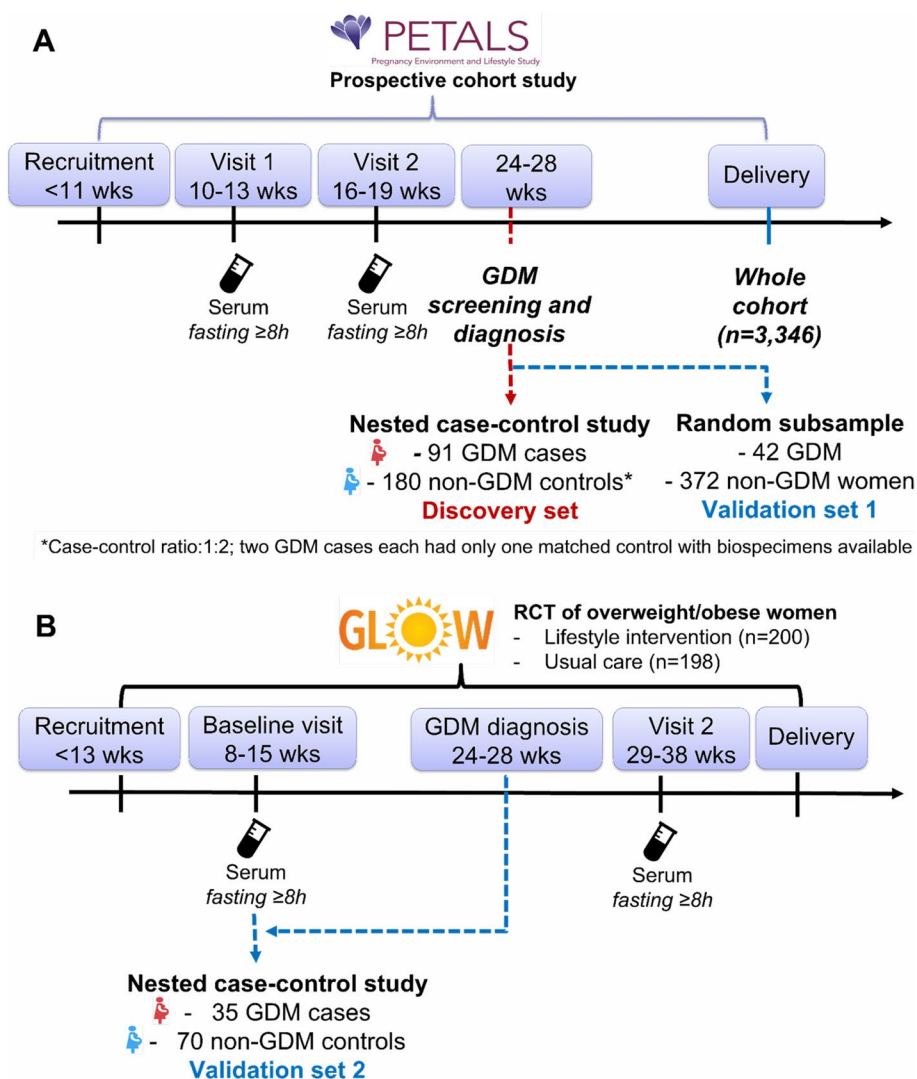 A
PETALS
Pregnancy Environment and Lifestyle Study
Prospective cohort study
Recruitment
<11 wks
Visit 1
10-13 wks
Visit 2
16-19 wks
24-28
wks
Delivery
Serum
fasting ≥8h
Serum
fasting ≥8h
GDM
screening and
diagnosis
Whole
cohort
(n=3,346)
Nested case-control study
- 91 GDM cases
- 180 non-GDM controls*
Discovery set
Random subsample
- 42 GDM
- 372 non-GDM women
Validation set 1
*Case-control ratio:1:2; two GDM cases each had only one matched control with biospecimens available
B
GLOW
RCT of overweight/obese women
- Lifestyle intervention (n=200)
- Usual care (n=198)
Recruitment
<13 wks
Baseline visit
8-15 wks
GDM diagnosis
24-28 wks
Visit 2
29-38 wks
Delivery
Serum
fasting ≥8h
Serum
fasting ≥8h
Nested case-control study
- 35 GDM cases
- 70 non-GDM controls
Validation set 2